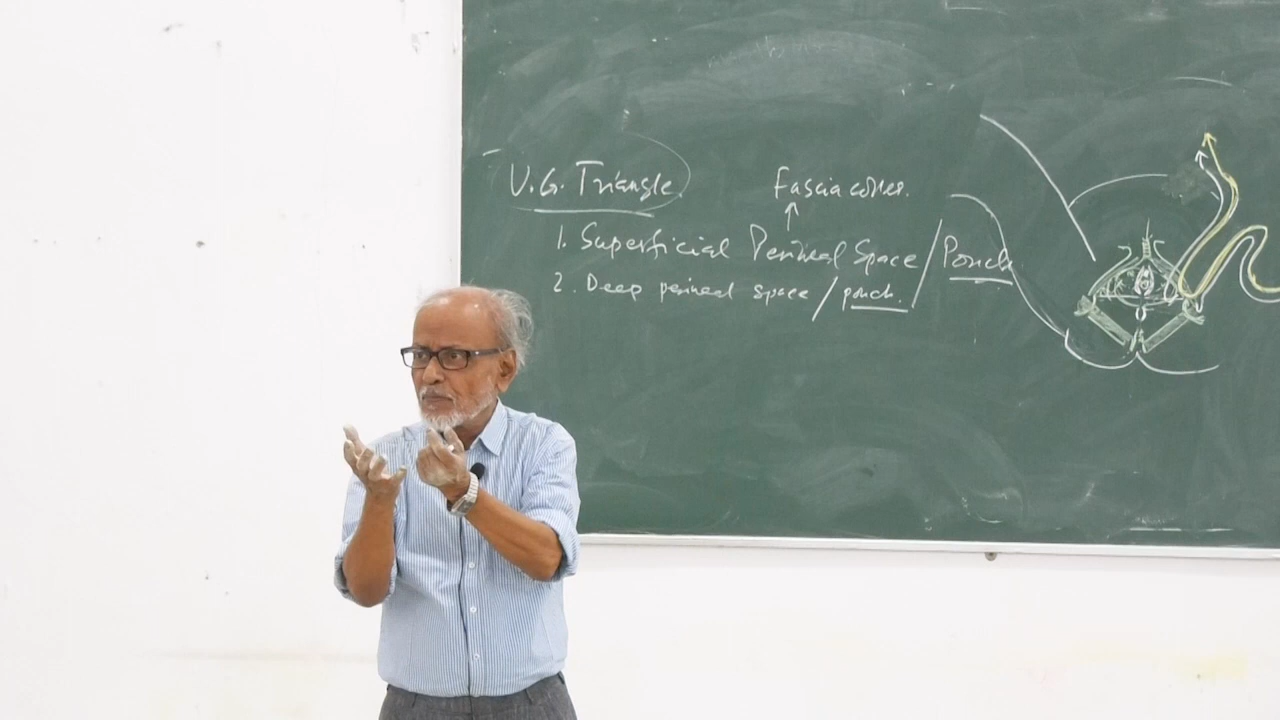 U.G. Triangle
Fascia colles.
1. Superficial Perineal Space / Pouch
2. Deep perineal space / pouch.